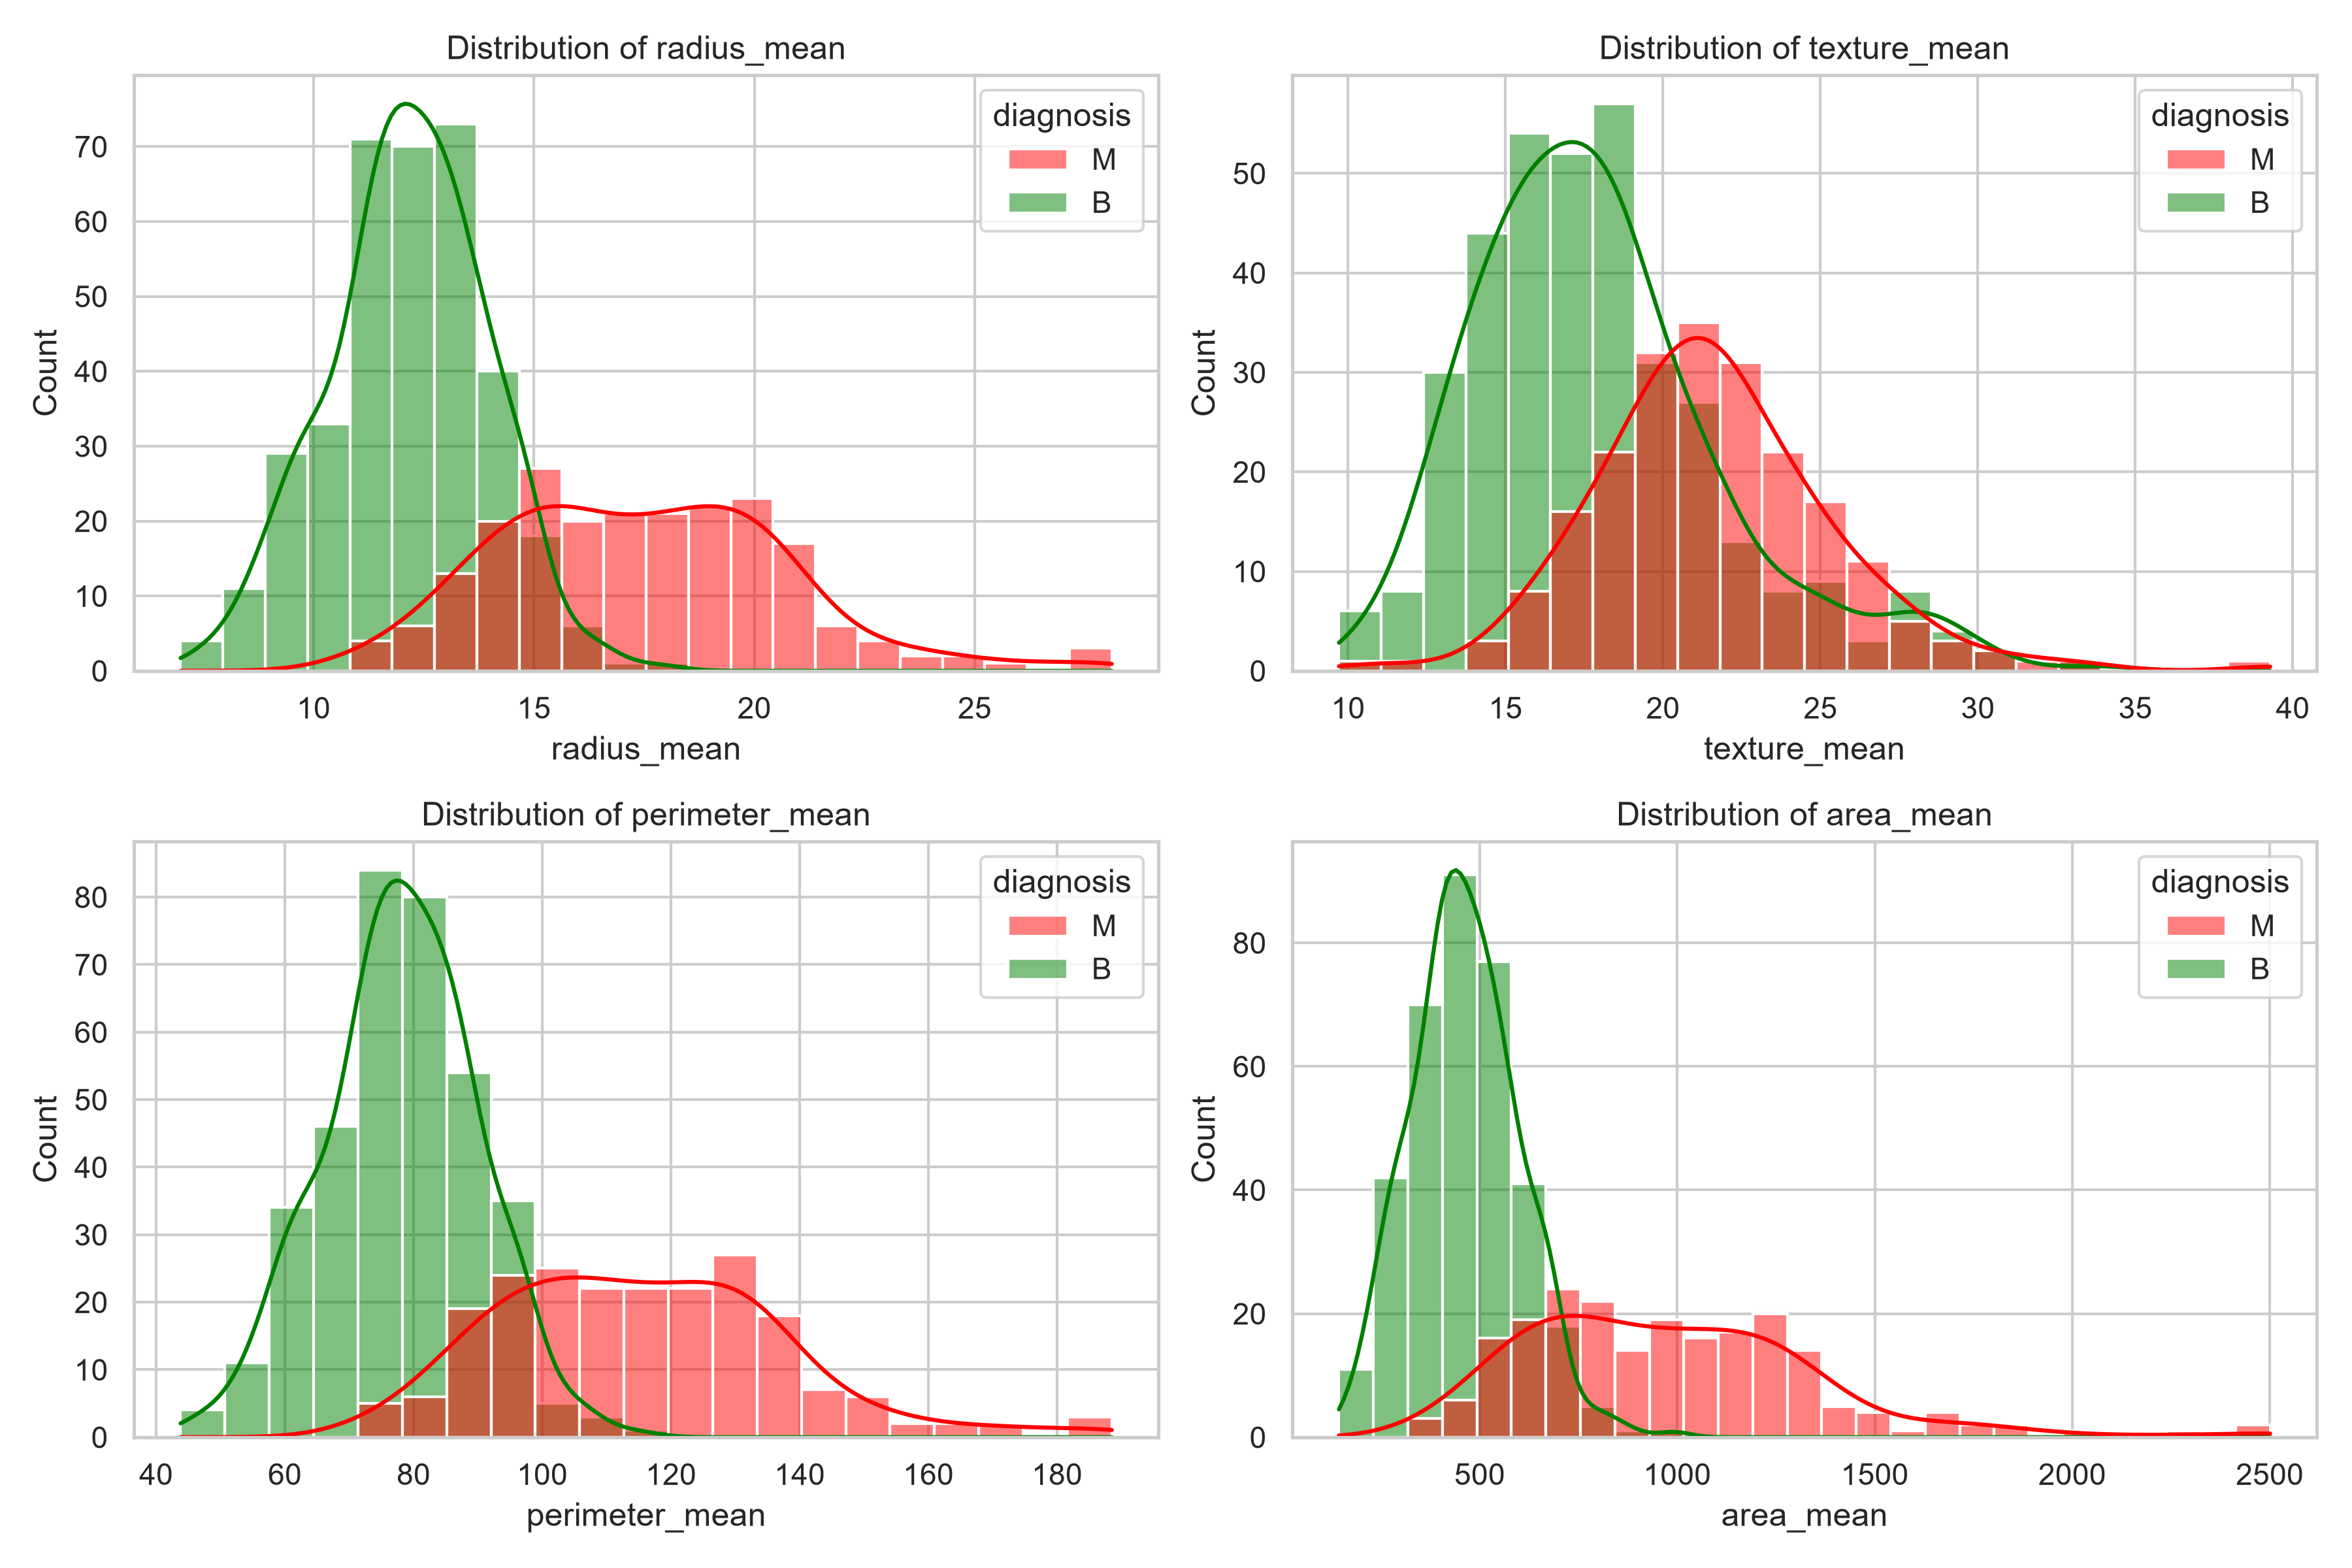 Distribution of radius_mean
Count
70
60
50
40
30
20
10
0
10 15 20 25
radius_mean
diagnosis
M
B
Distribution of texture_mean
Count
50
40
30
20
10
0
10 15 20 25 30 35 40
texture_mean
diagnosis
M
B
Distribution of perimeter_mean
Count
80
70
60
50
40
30
20
10
0
40 60 80 100 120 140 160 180
perimeter_mean
diagnosis
M
B
Distribution of area_mean
Count
80
60
40
20
0
500 1000 1500 2000 2500
area_mean
diagnosis
M
B